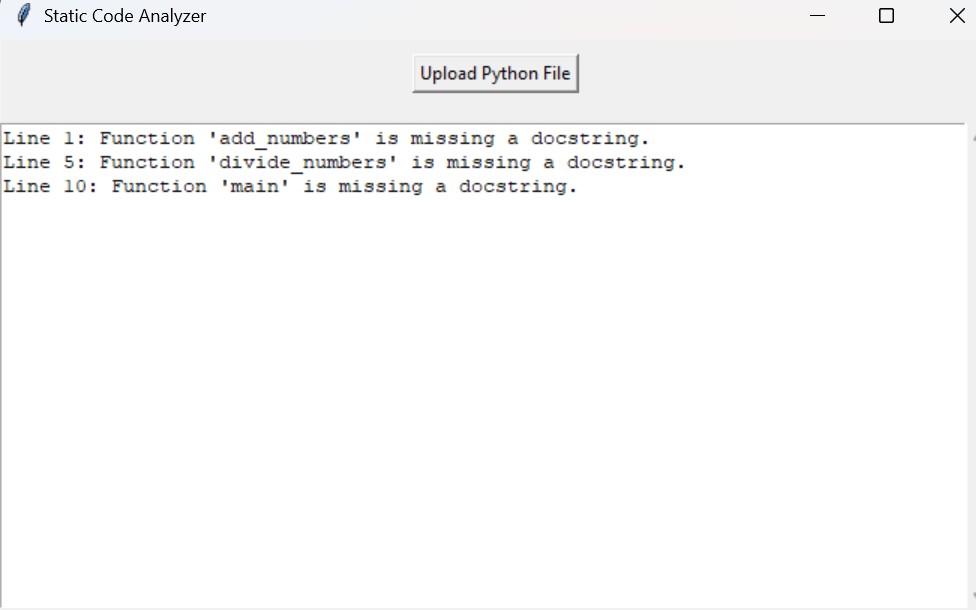 Static Code Analyzer
Upload Python File
Line 1: Function 'add_numbers' is missing a docstring.
Line 5: Function 'divide_numbers' is missing a docstring.
Line 10: Function 'main' is missing a docstring.